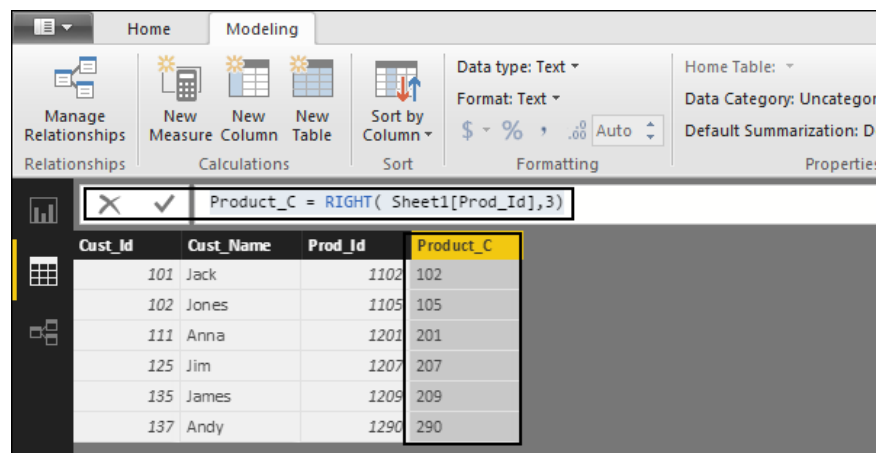 Home Modeling
Data type: Text Home Table:
Manage Relationships New Measure New Column New Table Sort by Column Format: Text Data Category: Uncategor
$ % , .00 Auto Default Summarization: D
Relationships Calculations Sort Formatting Properties
Product_C = RIGHT( Sheet1[Prod_Id],3)
Cust_Id Cust_Name Prod_Id Product_C
101 Jack 1102 102
102 Jones 1105 105
111 Anna 1201 201
125 Jim 1207 207
135 James 1209 209
137 Andy 1290 290